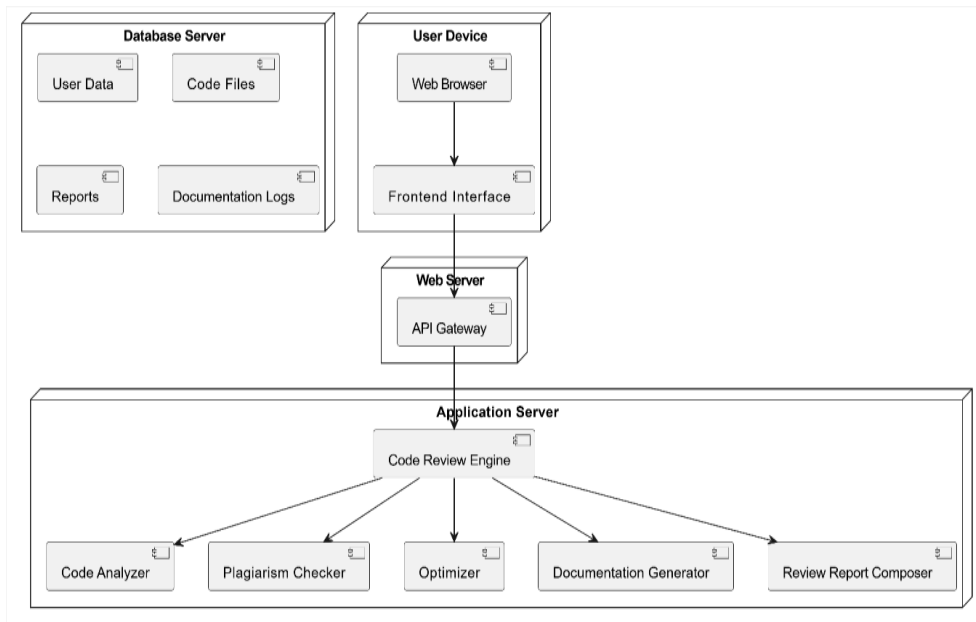 Database Server
User Data
Code Files
Reports
Documentation Logs
User Device
Web Browser
Frontend Interface
Web Server
API Gateway
Application Server
Code Review Engine
Code Analyzer
Plagiarism Checker
Optimizer
Documentation Generator
Review Report Composer